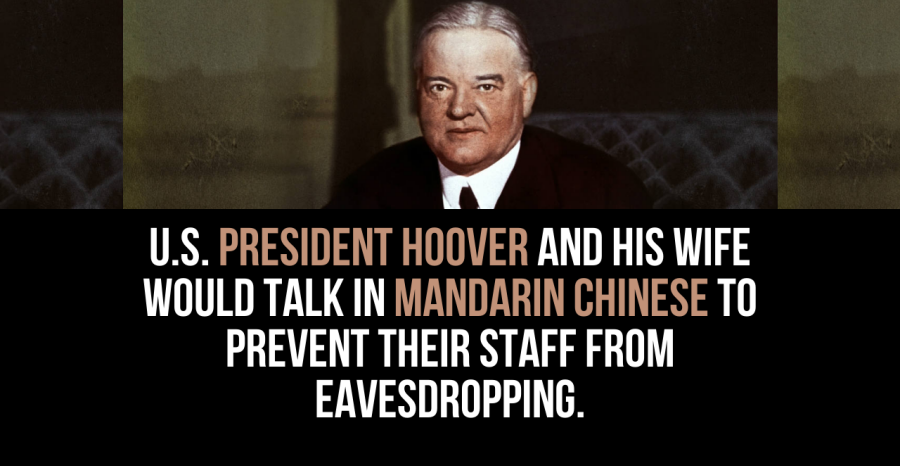 U.S. PRESIDENT HOOVER AND HIS WIFE
WOULD TALK IN MANDARIN CHINESE TO
PREVENT THEIR STAFF FROM
EAVESDROPPING.